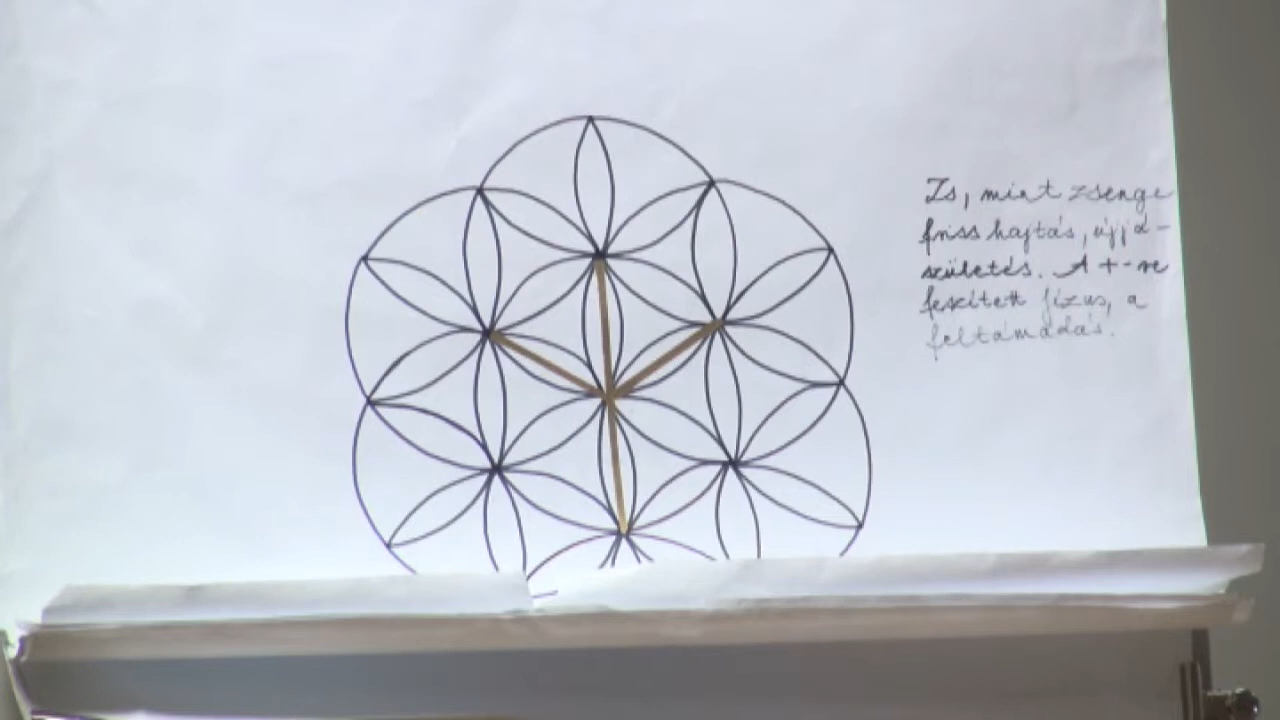 Zs, mint zsenge
friss hajtás, újjá-
születés. A +-re
feszített Jézus, a
feltámadás.